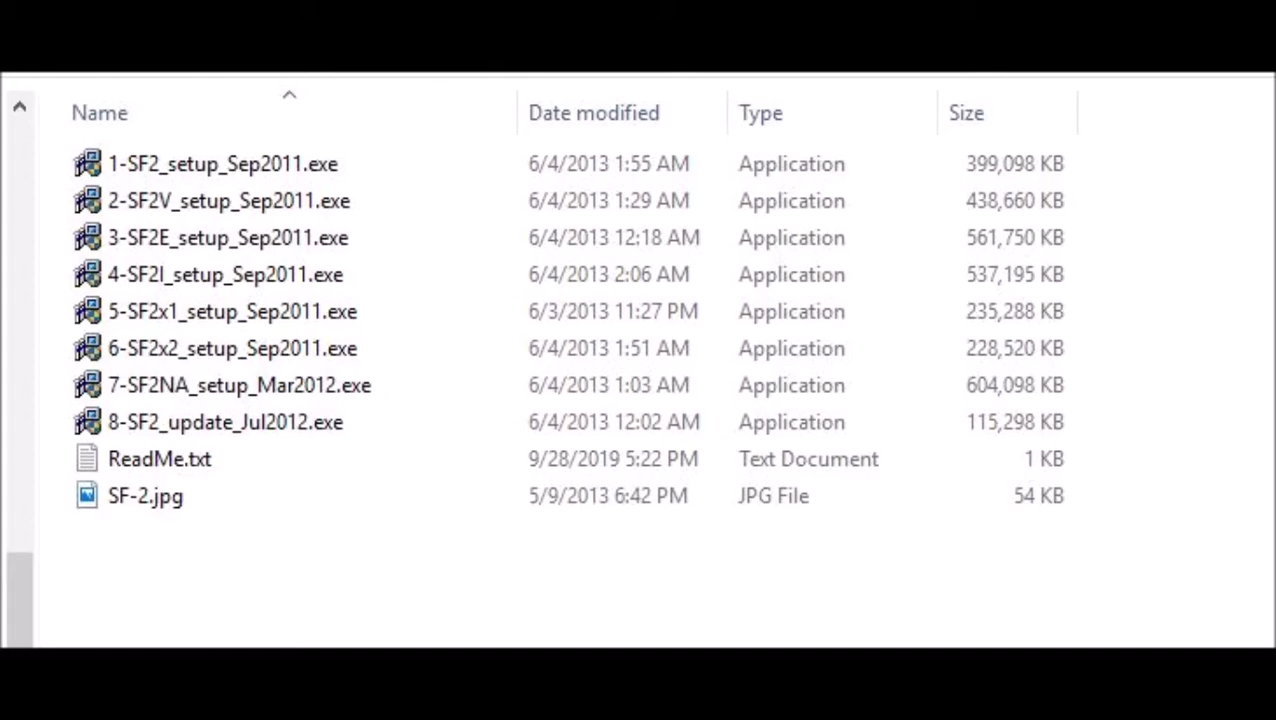 Name Date modified Type Size
1-SF2_setup_Sep2011.exe 6/4/2013 1:55 AM Application 399,098 KB
2-SF2V_setup_Sep2011.exe 6/4/2013 1:29 AM Application 438,660 KB
3-SF2E_setup_Sep2011.exe 6/4/2013 12:18 AM Application 561,750 KB
4-SF2I_setup_Sep2011.exe 6/4/2013 2:06 AM Application 537,195 KB
5-SF2x1_setup_Sep2011.exe 6/3/2013 11:27 PM Application 235,288 KB
6-SF2x2_setup_Sep2011.exe 6/4/2013 1:51 AM Application 228,520 KB
7-SF2NA_setup_Mar2012.exe 6/4/2013 1:03 AM Application 604,098 KB
8-SF2_update_Jul2012.exe 6/4/2013 12:02 AM Application 115,298 KB
ReadMe.txt 9/28/2019 5:22 PM Text Document 1 KB
SF-2.jpg 5/9/2013 6:42 PM JPG File 54 KB